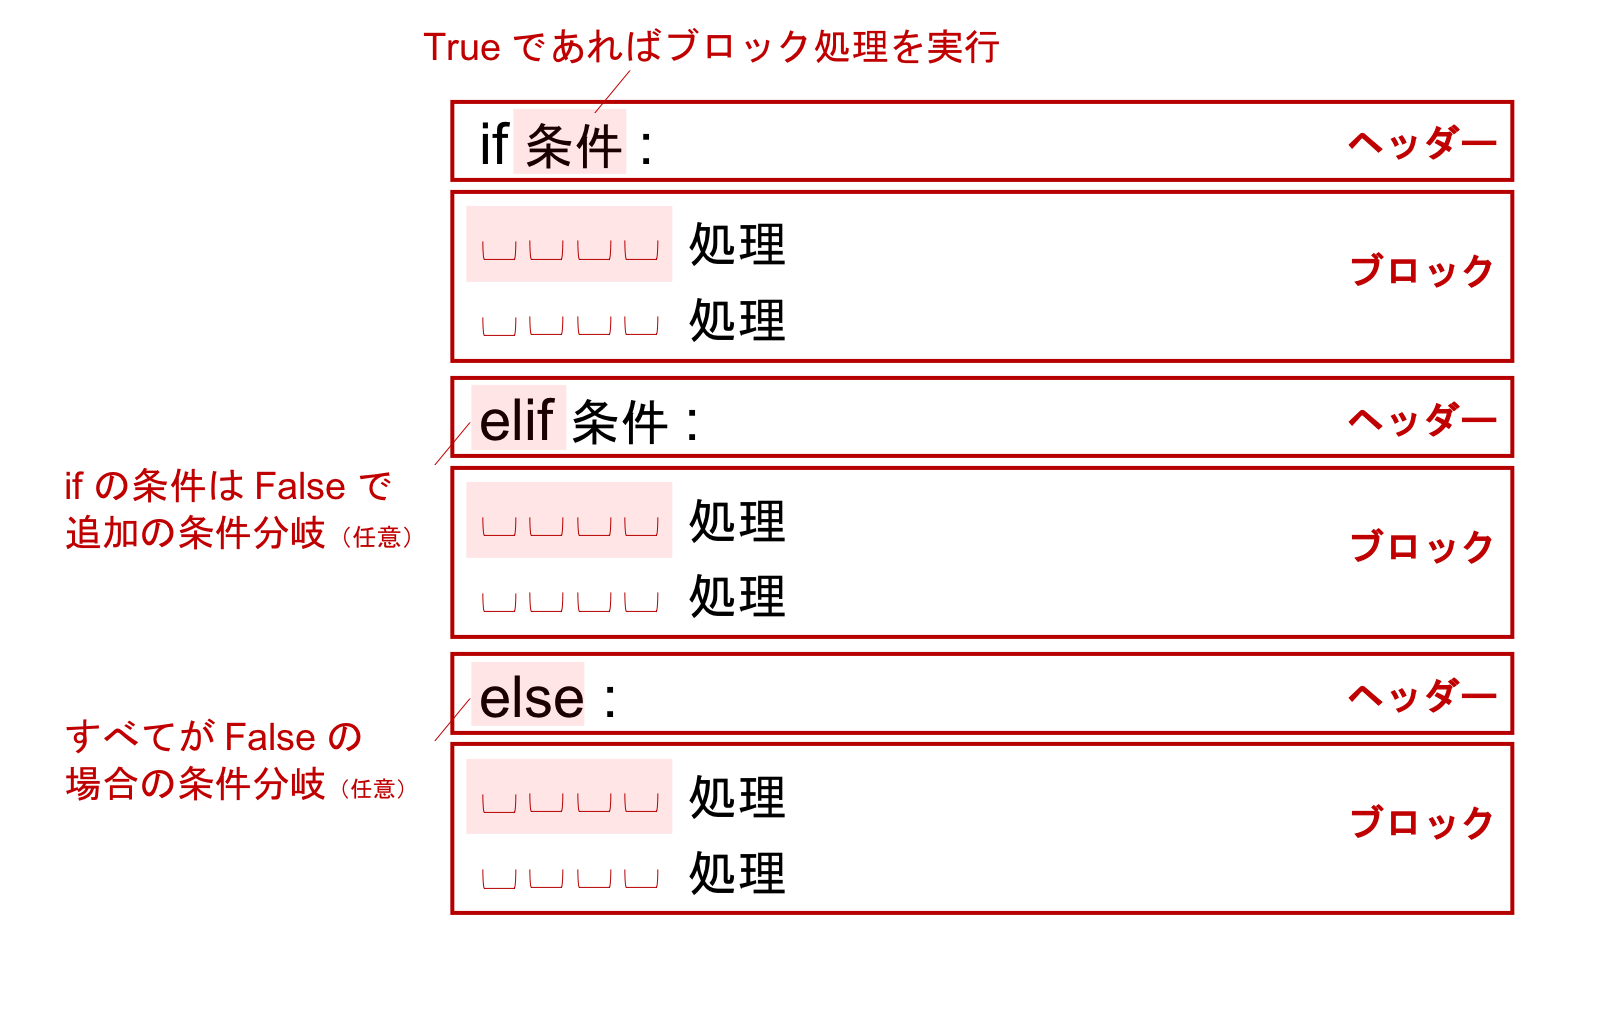 True であればブロック処理を実行
if 条件 : ヘッダー
処理
ブロック
処理
elif 条件 : ヘッダー
if の条件は False で
追加の条件分岐（任意）
処理
ブロック
処理
else : ヘッダー
すべてが False の
場合の条件分岐（任意）
処理
ブロック
処理